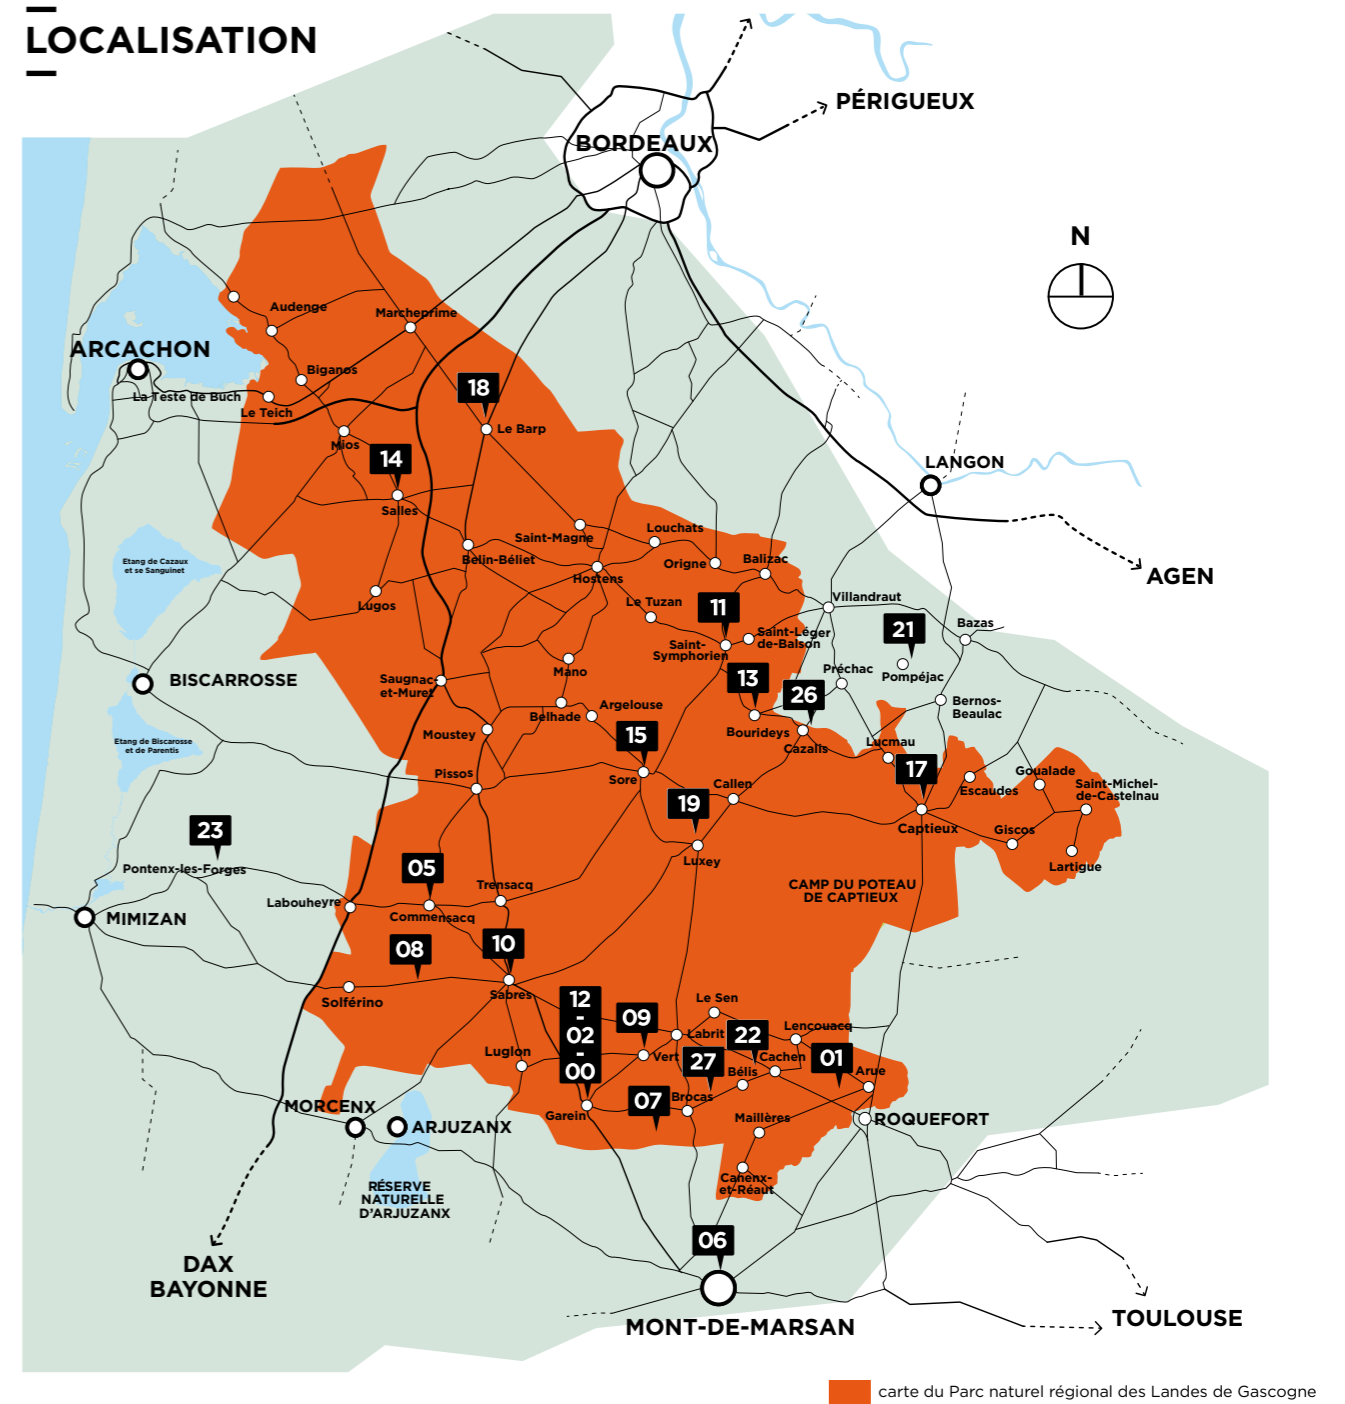 LOCALISATION
PÉRIGUEUX
BORDEAUX
N
Audenge
Marcheprime
ARCACHON
Biganos
La Teste de Buch
Le Teich
18
Le Barp
Mios
14
Salles
LANGON
Saint-Magne
Louchats
Belin-Béliet
Origne
Balizac
Hostens
Etang de Cazaux
et se Sanguinet
AGEN
Lugos
Le Tuzan
11
Villandraut
Saint-
Symphorien
Saint-Léger
de-Balson
21
Bazas
Mano
Préchac
Pompéjac
BISCARROSSE
Saugnac-
et-Muret
13
26
Bernos-
Beaulac
Argelouse
Belhade
Moustey
15
Bourideys
Cazalis
Lucmau
Etang de Biscarosse
et de Parentis
Pissos
Sore
17
Goualade
Callen
Escaudes
Saint-Michel-
de-Castelnau
19
23
Captieux
Giscos
Luxey
Lartigue
Pontenx-les-Forges
05
Trensacq
CAMP DU POTEAU
DE CAPTIEUX
Labouheyre
Commensacq
MIMIZAN
08
10
Solférino
Sabres
12
-
02
-
00
09
Le Sen
Labrit
22
Lencouacq
Luglon
Vert
27
Cachen
01
Bélis
Arue
Garein
07
Brocas
MORCENX
ARJUZANX
Maillères
ROQUEFORT
Canenx-
et-Réaut
RÉSERVE
NATURELLE
D'ARJUZANX
06
DAX
BAYONNE
MONT-DE-MARSAN
TOULOUSE
carte du Parc naturel régional des Landes de Gascogne